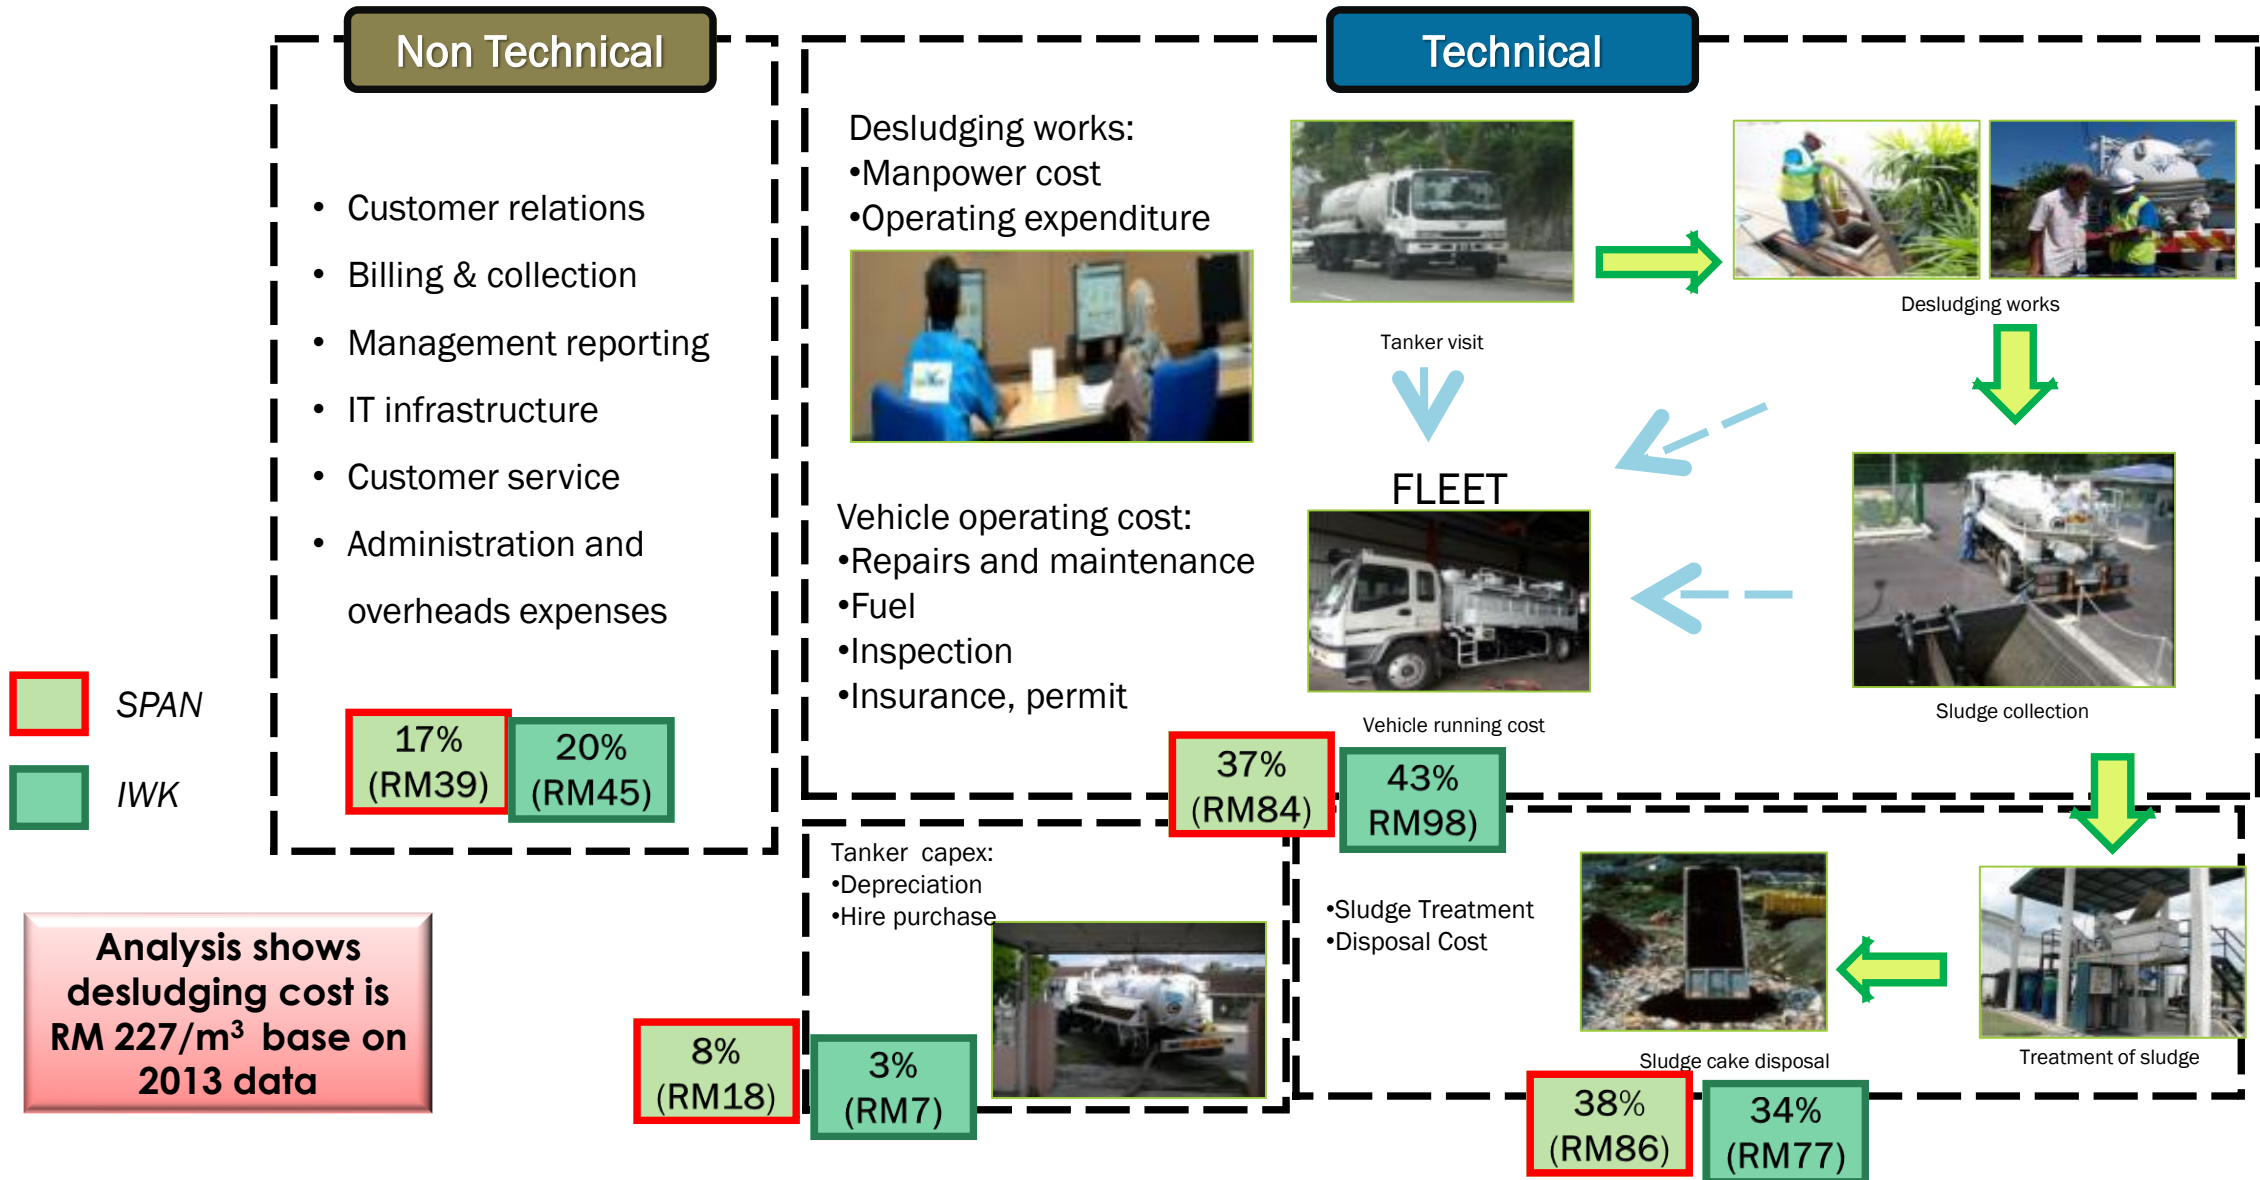 Non Technical
Technical
• Customer relations
• Billing & collection
• Management reporting
• IT infrastructure
• Customer service
• Administration and
overheads expenses
17%
(RM39)
20%
(RM45)
SPAN
IWK
Analysis shows
desludging cost is
RM 227/m³ base on
2013 data
Desludging works:
•Manpower cost
•Operating expenditure
Tanker visit
Desludging works
FLEET
Vehicle operating cost:
•Repairs and maintenance
•Fuel
•Inspection
•Insurance, permit
Vehicle running cost
Sludge collection
37%
(RM84)
43%
RM98)
Tanker capex:
•Depreciation
•Hire purchase
8%
(RM18)
3%
(RM7)
•Sludge Treatment
•Disposal Cost
Sludge cake disposal
Treatment of sludge
38%
(RM86)
34%
(RM77)